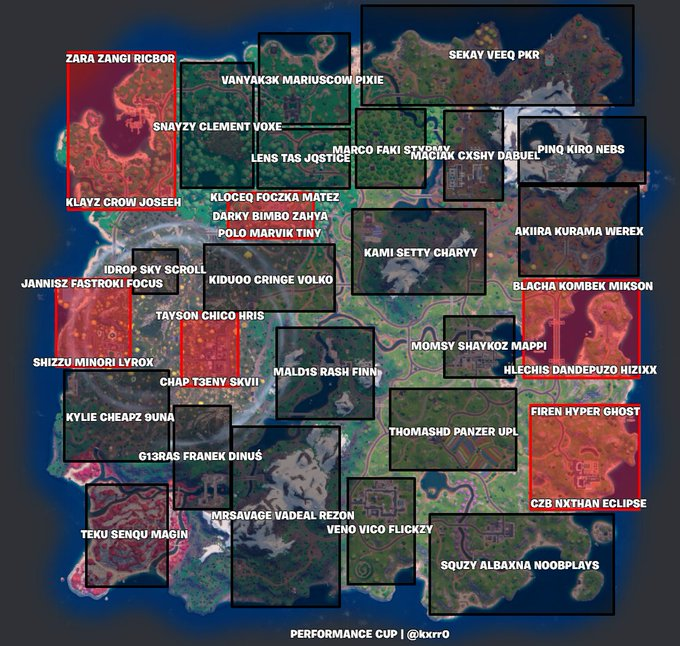 SEKAY VEEQ PKR
ZARA ZANGI RICBOR
VANYAK3K MARIUSCOW PIXIE
SNAYZY CLEMENT VOXE
MARCO FAKI STYPMY
MACIAK CXSHY DABUEL
PINQ KIRO NEBS
LENS TAS JQSTICE
KLAYZ CROW JOSEEH
KLOCEQ FOCZKA MATEZ
DARKY BIMBO ZAHYA
POLO MARVIK TINY
AKIIRA KURAMA WEREX
KAMI SETTY CHARYY
IDROP SKY SCROLL
KIDUOO CRINGE VOLKO
JANNISZ FASTROKI FOCUS
BLACHA KOMBEK MIKSON
TAYSON CHICO HRIS
MOMSY SHAYKOZ MAPPI
SHIZZU MINORI LYROX
MALD1S RASH FINN
HLECHIS DANDEPUZO HIZIXX
CHAP T3ENY SKVII
FIREN HYPER GHOST
KYLIE CHEAPZ 9UNA
THOMASHD PANZER UPL
G13RAS FRANEK DINUŚ
CZB NXTHAN ECLIPSE
MRSAVAGE VADEAL REZON
VENO VICO FLICKZY
TEKU SENQU MAGIN
SQUZY ALBAXNA NOOBPLAYS
PERFORMANCE CUP | @kxrr0